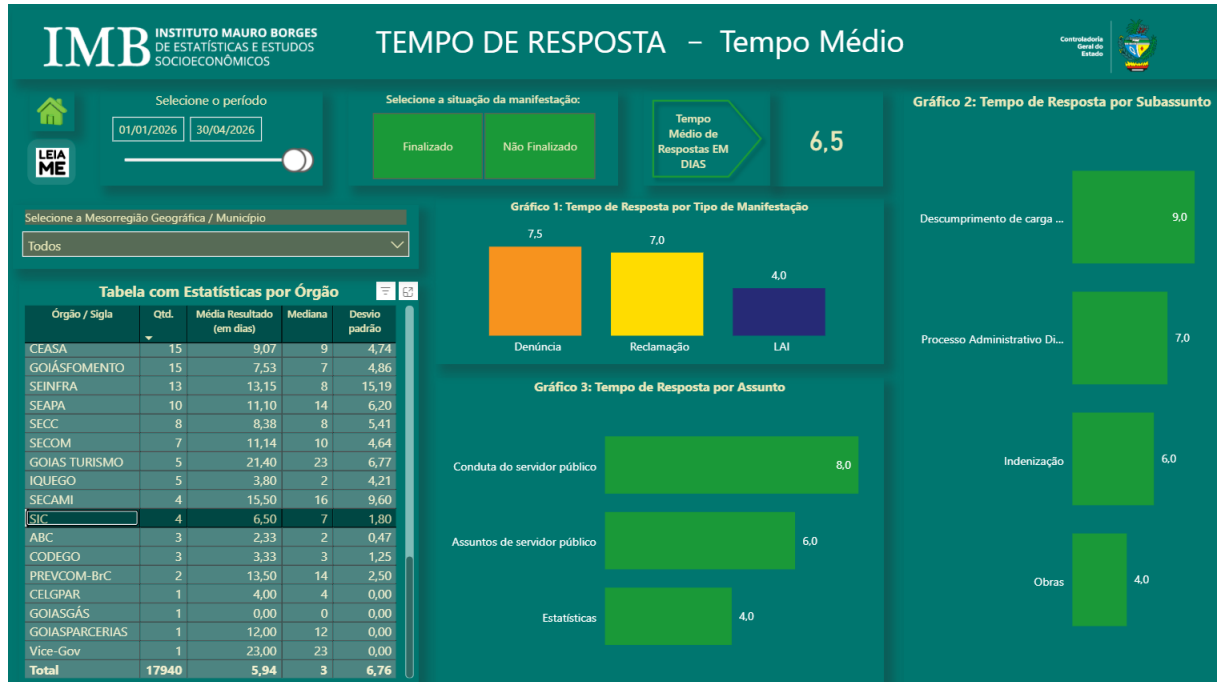 IMB
INSTITUTO MAURO BORGES
DE ESTATÍSTICAS E ESTUDOS
SOCIOECONÔMICOS
TEMPO DE RESPOSTA – Tempo Médio
Controladoria
Geral do
Estado
LEIA
ME
Selecione o período
01/01/2026 30/04/2026
Selecione a situação da manifestação:
Finalizado Não Finalizado
Tempo
Médio de
Respostas EM
DIAS
6,5
Selecione a Mesorregião Geográfica / Município
Todos
Tabela com Estatísticas por Órgão
Órgão / Sigla Qtd. Média Resultado (em dias) Mediana Desvio padrão
CEASA 15 9,07 9 4,74
GOIÁSFOMENTO 15 7,53 7 4,86
SEINFRA 13 13,15 8 15,19
SEAPA 10 11,10 14 6,20
SECC 8 8,38 8 5,41
SECOM 7 11,14 10 4,64
GOIAS TURISMO 5 21,40 23 6,77
IQUEGO 5 3,80 2 4,21
SECAMI 4 15,50 16 9,60
SIC 4 6,50 7 1,80
ABC 3 2,33 2 0,47
CODEGO 3 3,33 3 1,25
PREVCOM-BrC 2 13,50 14 2,50
CELGPAR 1 4,00 4 0,00
GOIASGÁS 1 0,00 0 0,00
GOIASPARCERIAS 1 12,00 12 0,00
Vice-Gov 1 23,00 23 0,00
Total 17940 5,94 3 6,76
Gráfico 1: Tempo de Resposta por Tipo de Manifestação
7,5 7,0 4,0
Denúncia Reclamação LAI
Gráfico 3: Tempo de Resposta por Assunto
Conduta do servidor público 8,0
Assuntos de servidor público 6,0
Estatísticas 4,0
Gráfico 2: Tempo de Resposta por Subassunto
Descumprimento de carga ... 9,0
Processo Administrativo Di... 7,0
Indenização 6,0
Obras 4,0